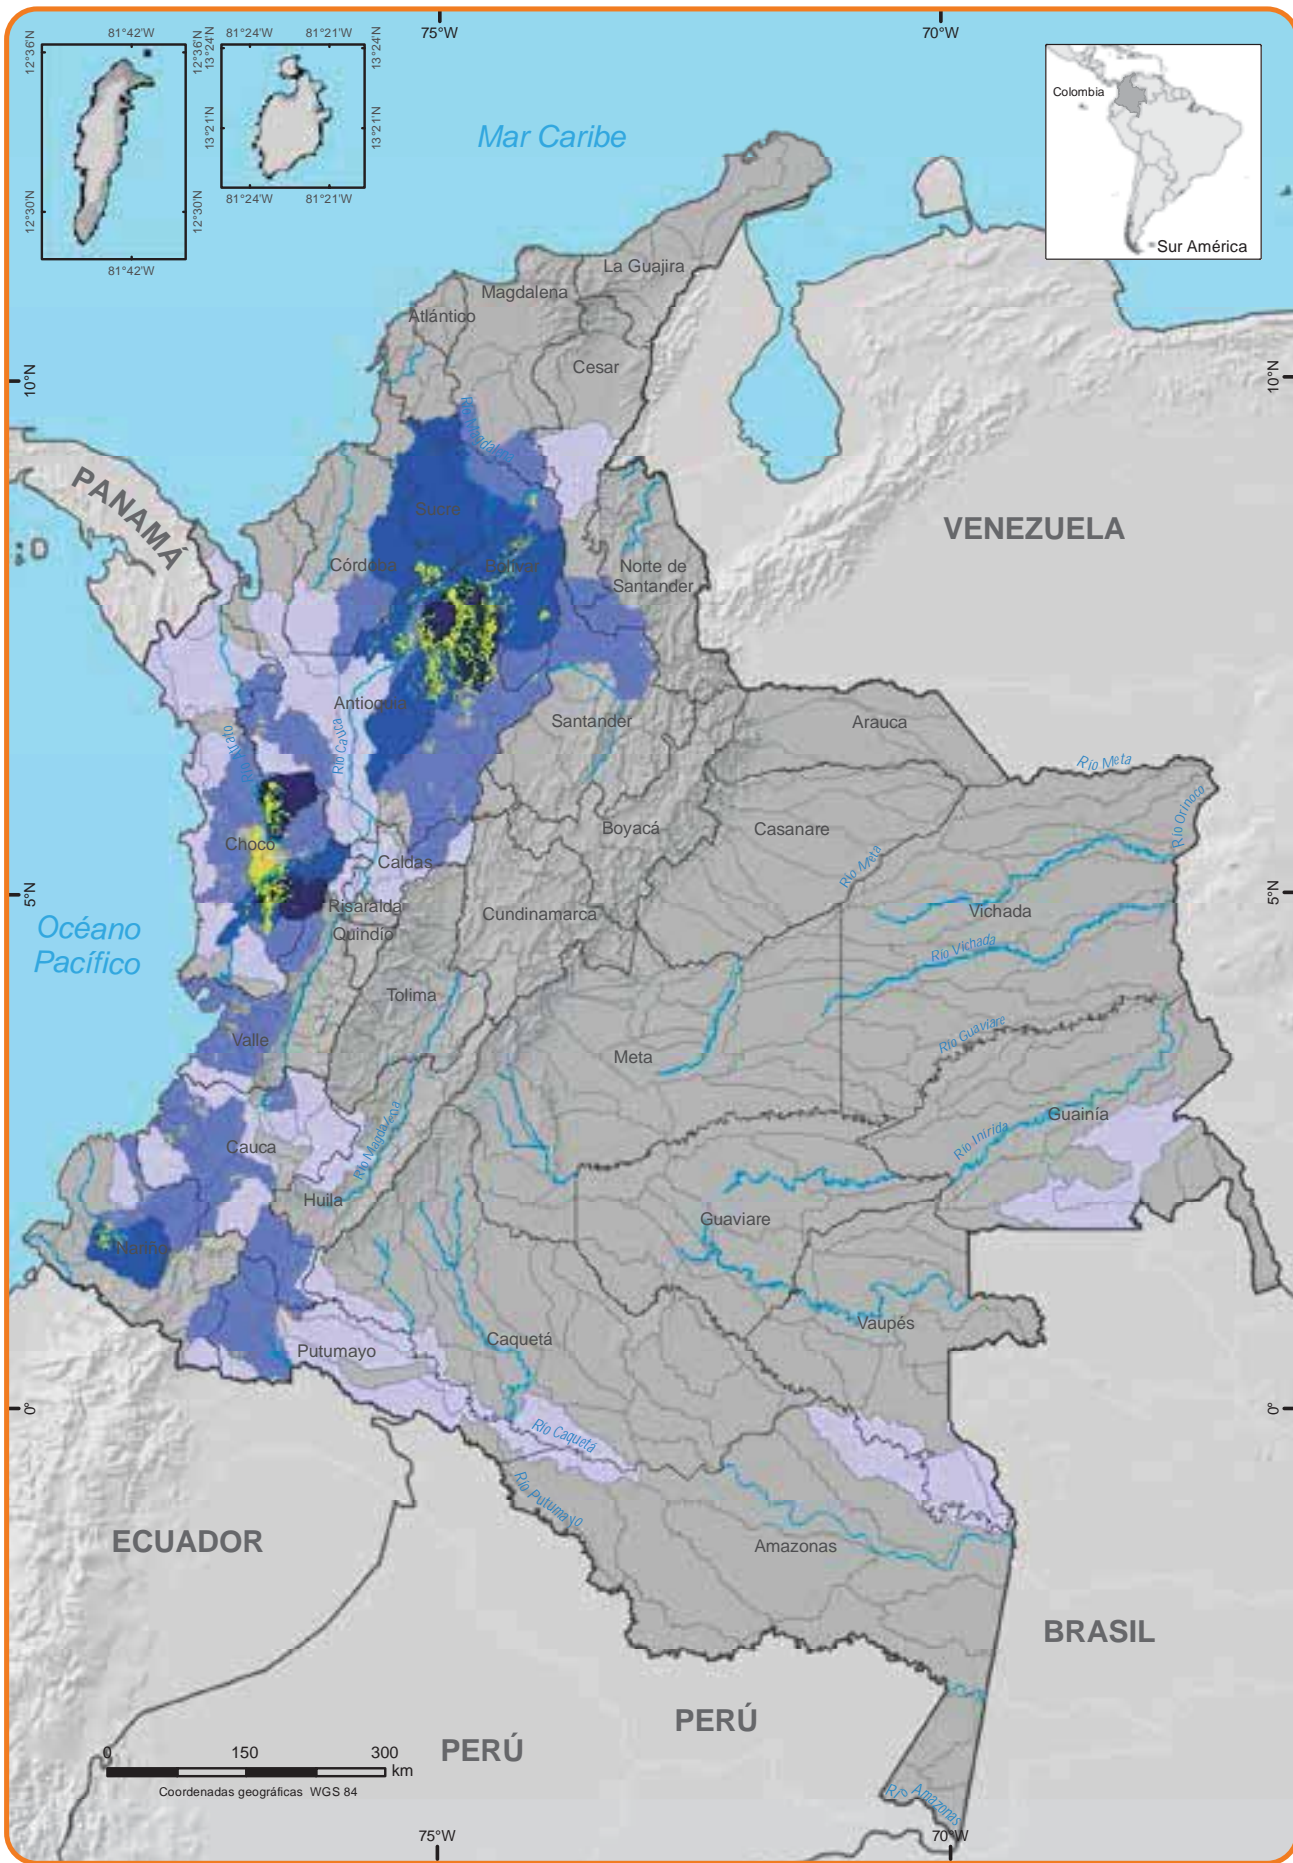 75°W
70°W
81°42'W
12°36'N
12°30'N
81°42'W
12°36'N
12°30'N
81°24'W
81°21'W
13°24'N
13°21'N
81°24'W
81°21'W
13°24'N
13°21'N
Colombia
Sur América
Mar Caribe
La Guajira
Magdalena
Atlántico
Cesar
10°N
10°N
PANAMÁ
VENEZUELA
Sucre
Córdoba
Bolívar
Norte de
Santander
Antioquia
Santander
Arauca
Río Cauca
Río Atrato
Río Meta
Río Orinoco
Choco
Caldas
Boyacá
Casanare
Río Meta
5°N
5°N
Risaralda
Quindío
Cundinamarca
Vichada
Océano
Pacífico
Río Vichada
Tolima
Valle
Meta
Río Guaviare
Guainía
Río Inírida
Cauca
Río Magdalena
Huila
Guaviare
Nariño
Vaupés
Caquetá
Putumayo
0°
0°
Río Caquetá
Río Putumayo
ECUADOR
Amazonas
BRASIL
PERÚ
PERÚ
0 150 300
km
Coordenadas geográficas WGS 84
Río Amazonas
75°W
70°W